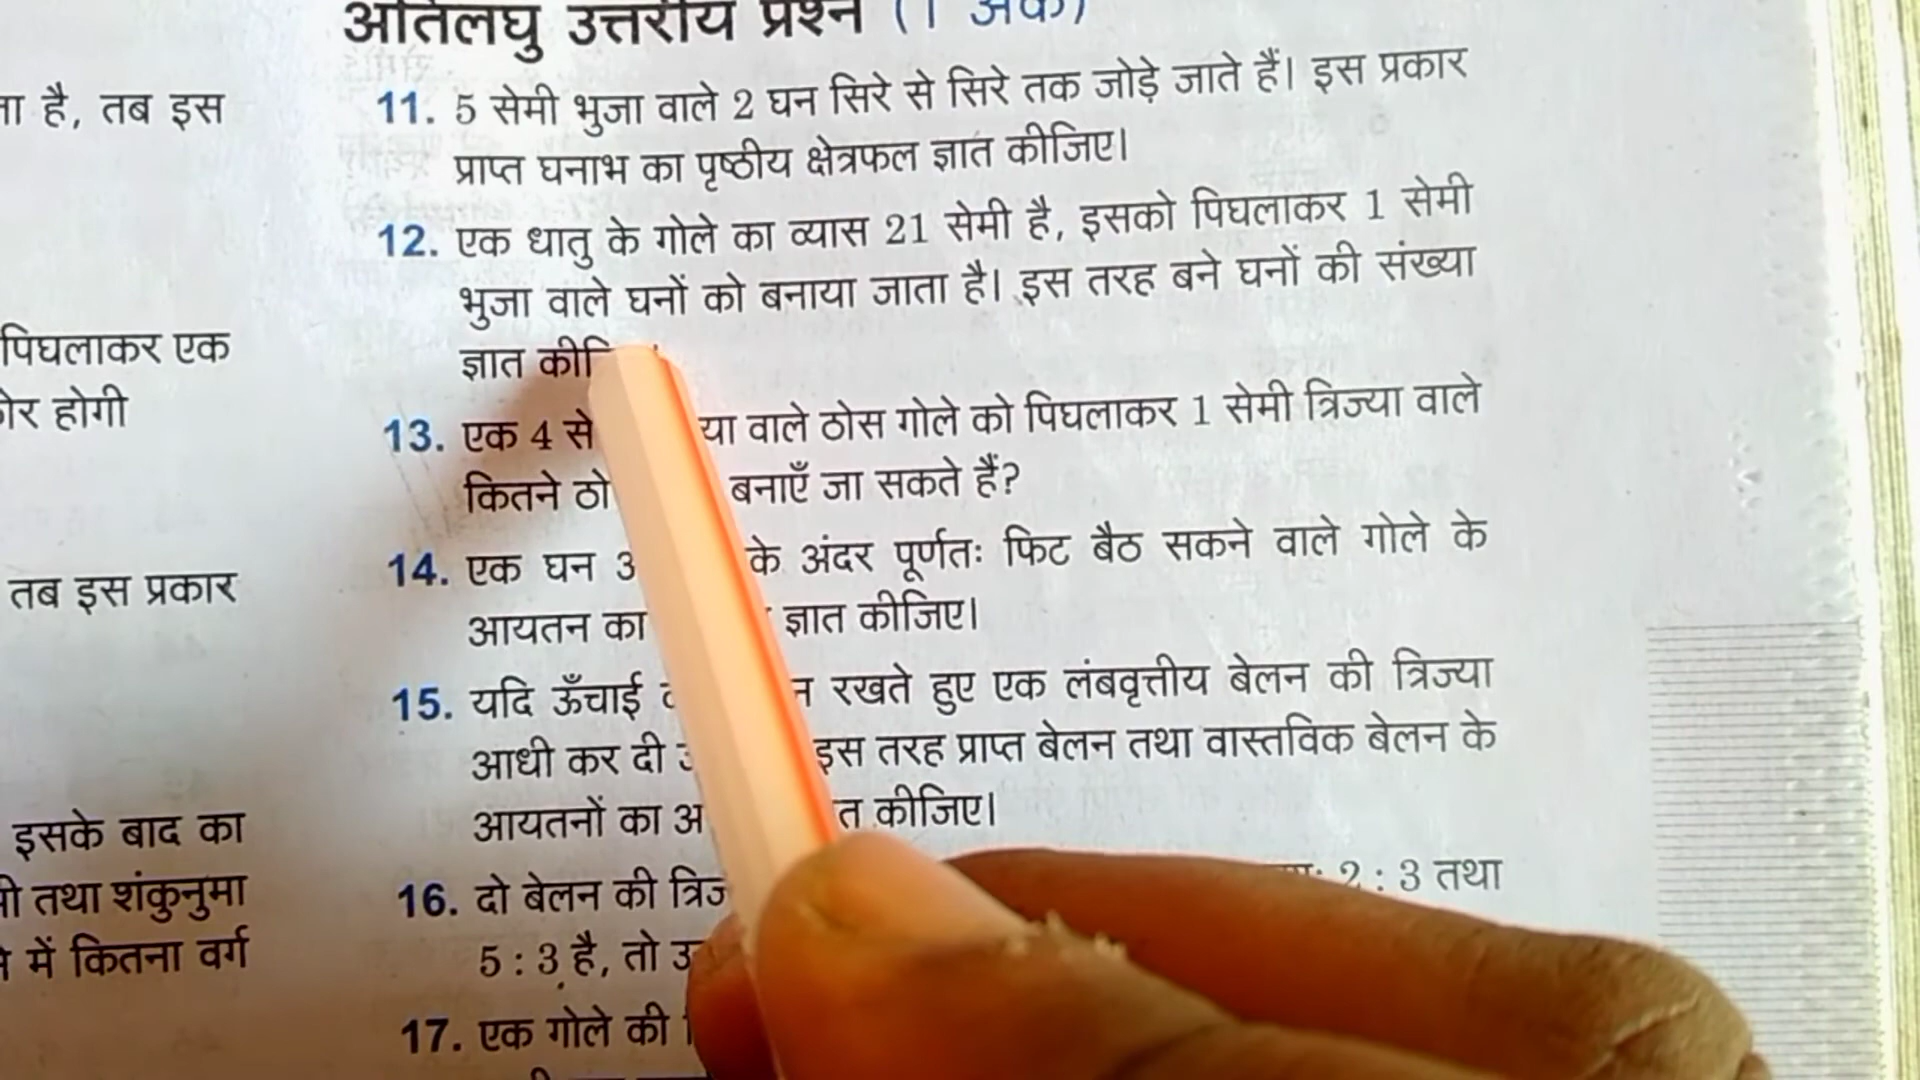 अतिलघु उत्तरीय प्रश्न (1 अंक)
ता है, तब इस
पिघलाकर एक
होगी
तब इस प्रकार
इसके बाद का
तथा शंकुनुमा
में कितना वर्ग
11. 5 सेमी भुजा वाले 2 घन सिरे से सिरे तक जोड़े जाते हैं। इस प्रकार
प्राप्त घनाभ का पृष्ठीय क्षेत्रफल ज्ञात कीजिए।
12. एक धातु के गोले का व्यास 21 सेमी है, इसको पिघलाकर 1 सेमी
भुजा वाले घनों को बनाया जाता है। इस तरह बने घनों की संख्या
ज्ञात
13. एक 4 से या वाले ठोस गोले को पिघलाकर 1 सेमी त्रिज्या वाले
कितने ठो बनाएँ जा सकते हैं?
14. एक घन के अंदर पूर्णतः फिट बैठ सकने वाले गोले के
आयतन का ज्ञात कीजिए।
15. यदि ऊँचाई न रखते हुए एक लंबवृत्तीय बेलन की त्रिज्या
आधी कर दी इस तरह प्राप्त बेलन तथा वास्तविक बेलन के
आयतनों का त कीजिए।
16. दो बेलन की 2 : 3 तथा
5 : 3 है, तो
17. एक गोले की